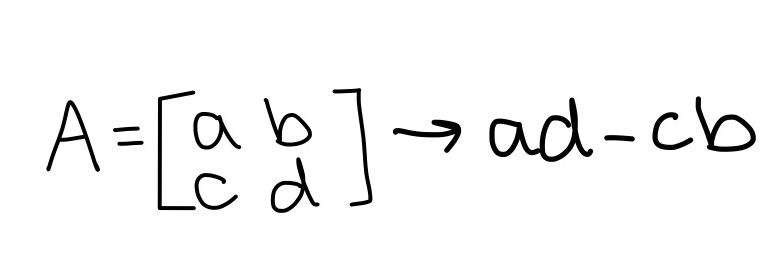 A = [a b
c d] → ad - cb